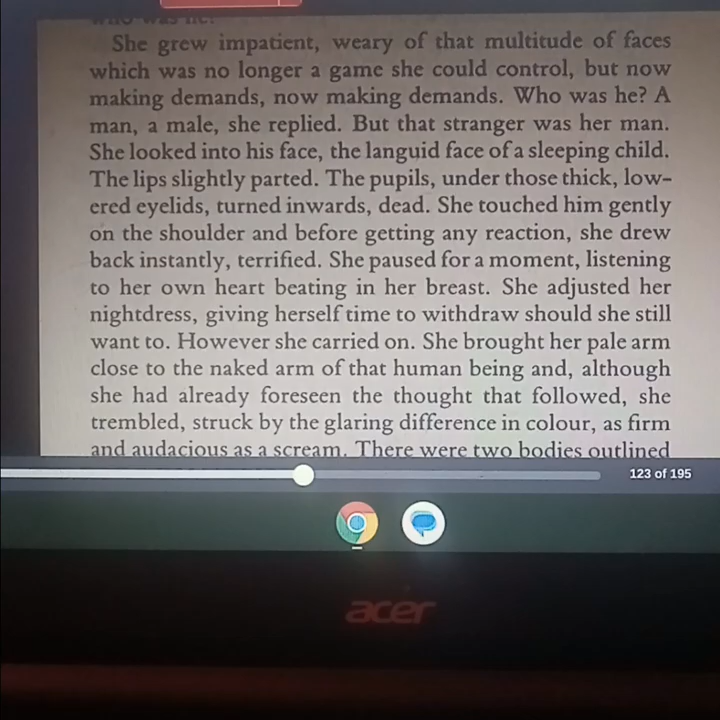 who was he?
She grew impatient, weary of that multitude of faces
which was no longer a game she could control, but now
making demands, now making demands. Who was he? A
man, a male, she replied. But that stranger was her man.
She looked into his face, the languid face of a sleeping child.
The lips slightly parted. The pupils, under those thick, low-
ered eyelids, turned inwards, dead. She touched him gently
on the shoulder and before getting any reaction, she drew
back instantly, terrified. She paused for a moment, listening
to her own heart beating in her breast. She adjusted her
nightdress, giving herself time to withdraw should she still
want to. However she carried on. She brought her pale arm
close to the naked arm of that human being and, although
she had already foreseen the thought that followed, she
trembled, struck by the glaring difference in colour, as firm
and audacious as a scream. There were two bodies outlined
123 of 195
acer